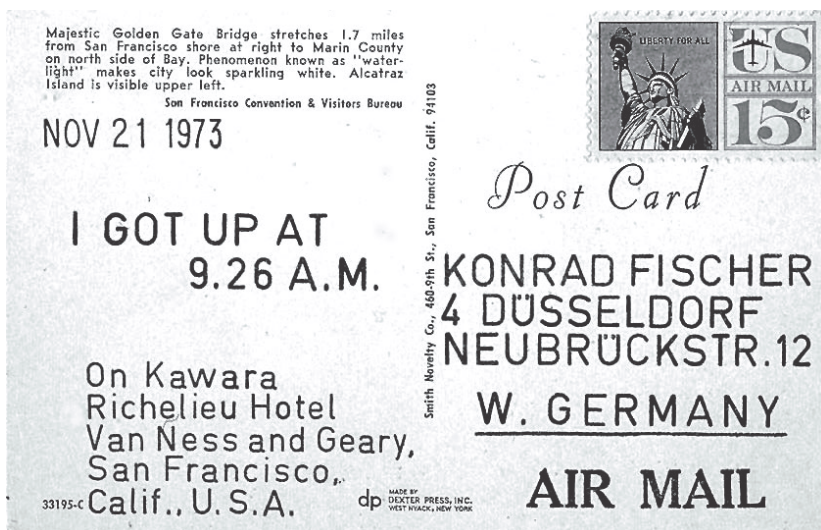 Majestic Golden Gate Bridge stretches 1.7 miles
from San Francisco shore at right to Marin County
on north side of Bay. Phenomenon known as "water-
light" makes city look sparkling white. Alcatraz
Island is visible upper left.
San Francisco Convention & Visitors Bureau
NOV 21 1973
I GOT UP AT
9.26 A.M.
On Kawara
Richelieu Hotel
Van Ness and Geary,
San Francisco,
Calif., U.S.A.
33195-C
dp MADE BY
DEXTER PRESS, INC.
WEST NYACK, NEW YORK
Smith Novelty Co., 460-9th St., San Francisco, Calif. 94103
LIBERTY FOR ALL
US
AIR MAIL
15¢
Post Card
KONRAD FISCHER
4 DÜSSELDORF
NEUBRÜCKSTR.12
W. GERMANY
AIR MAIL